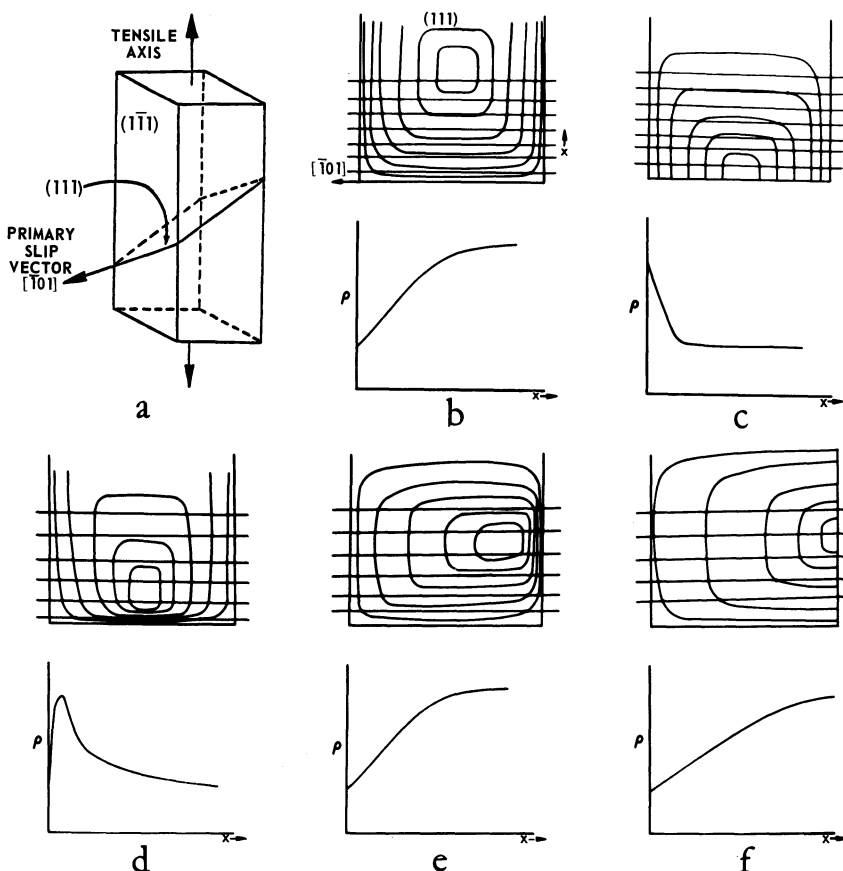 TENSILE
AXIS
(11̄1)
(111)
PRIMARY
SLIP
VECTOR
[1̄01]
a
(111)
x
[1̄01]
ρ
x
b
ρ
x
c
ρ
x
d
ρ
x
e
ρ
x
f